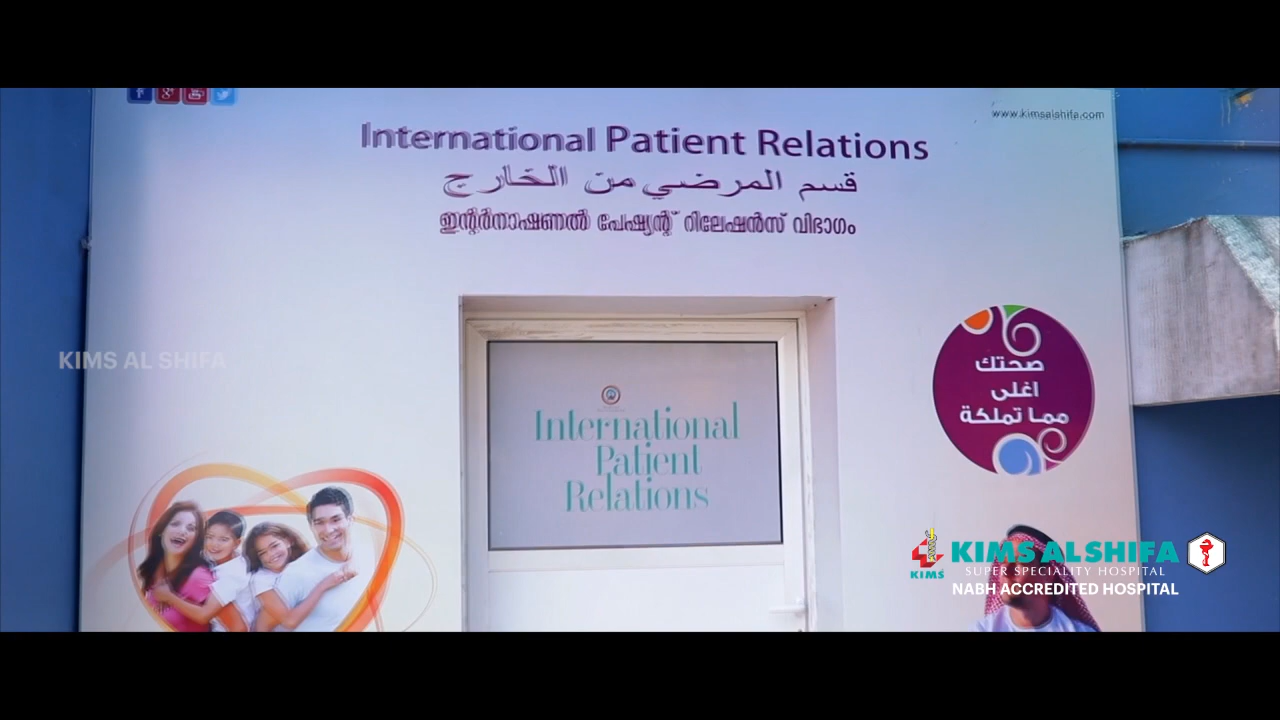 www.kimsalshifa.com
International Patient Relations
قسم المرضي من الخارج
ഇന്റർനാഷണൽ പേഷ്യന്റ് റിലേഷൻസ് വിഭാഗം
KIMS AL SHIFA
صحتك
اغلى
مما تملكة
International
Patient
Relations
KIMS
KIMS AL SHIFA
SUPER SPECIALITY HOSPITAL
NABH ACCREDITED HOSPITAL